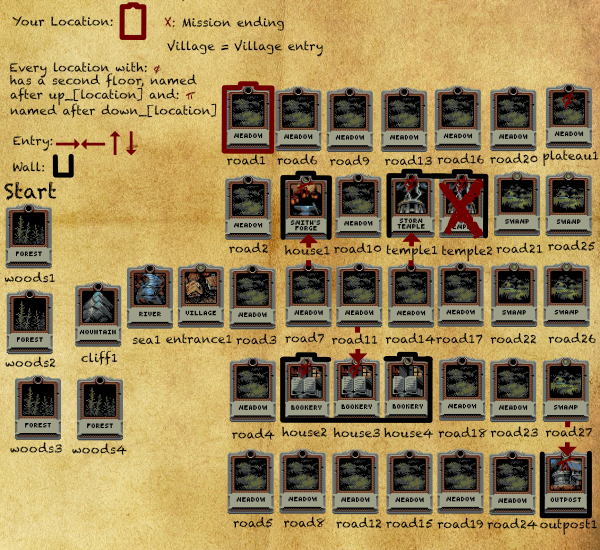 Your Location:
X: Mission ending
Village = Village entry
Every location with: ¢
has a second floor, named
after up_[location] and: π
named after down_[location]
Entry: →← ↑ ↓
Wall:
Start
MEADOW MEADOW MEADOW MEADOW MEADOW MEADOW MEADOW
road1 road6 road9 road13 road16 road20 plateau1
FOREST MEADOW SMITH'S FORGE MEADOW STORM TEMPLE SWAMP SWAMP
woods1 road2 house1 road10 temple1 temple2 road21 road25
FOREST MOUNTAIN RIVER VILLAGE MEADOW MEADOW MEADOW MEADOW MEADOW SWAMP SWAMP
woods2 cliff1 sea1 entrance1 road3 road7 road11 road14 road17 road22 road26
FOREST FOREST MEADOW BOOKERY BOOKERY BOOKERY MEADOW MEADOW SWAMP
woods3 woods4 road4 house2 house3 house4 road18 road23 road27
MEADOW MEADOW MEADOW MEADOW MEADOW MEADOW OUTPOST
road5 road8 road12 road15 road19 road24 outpost1